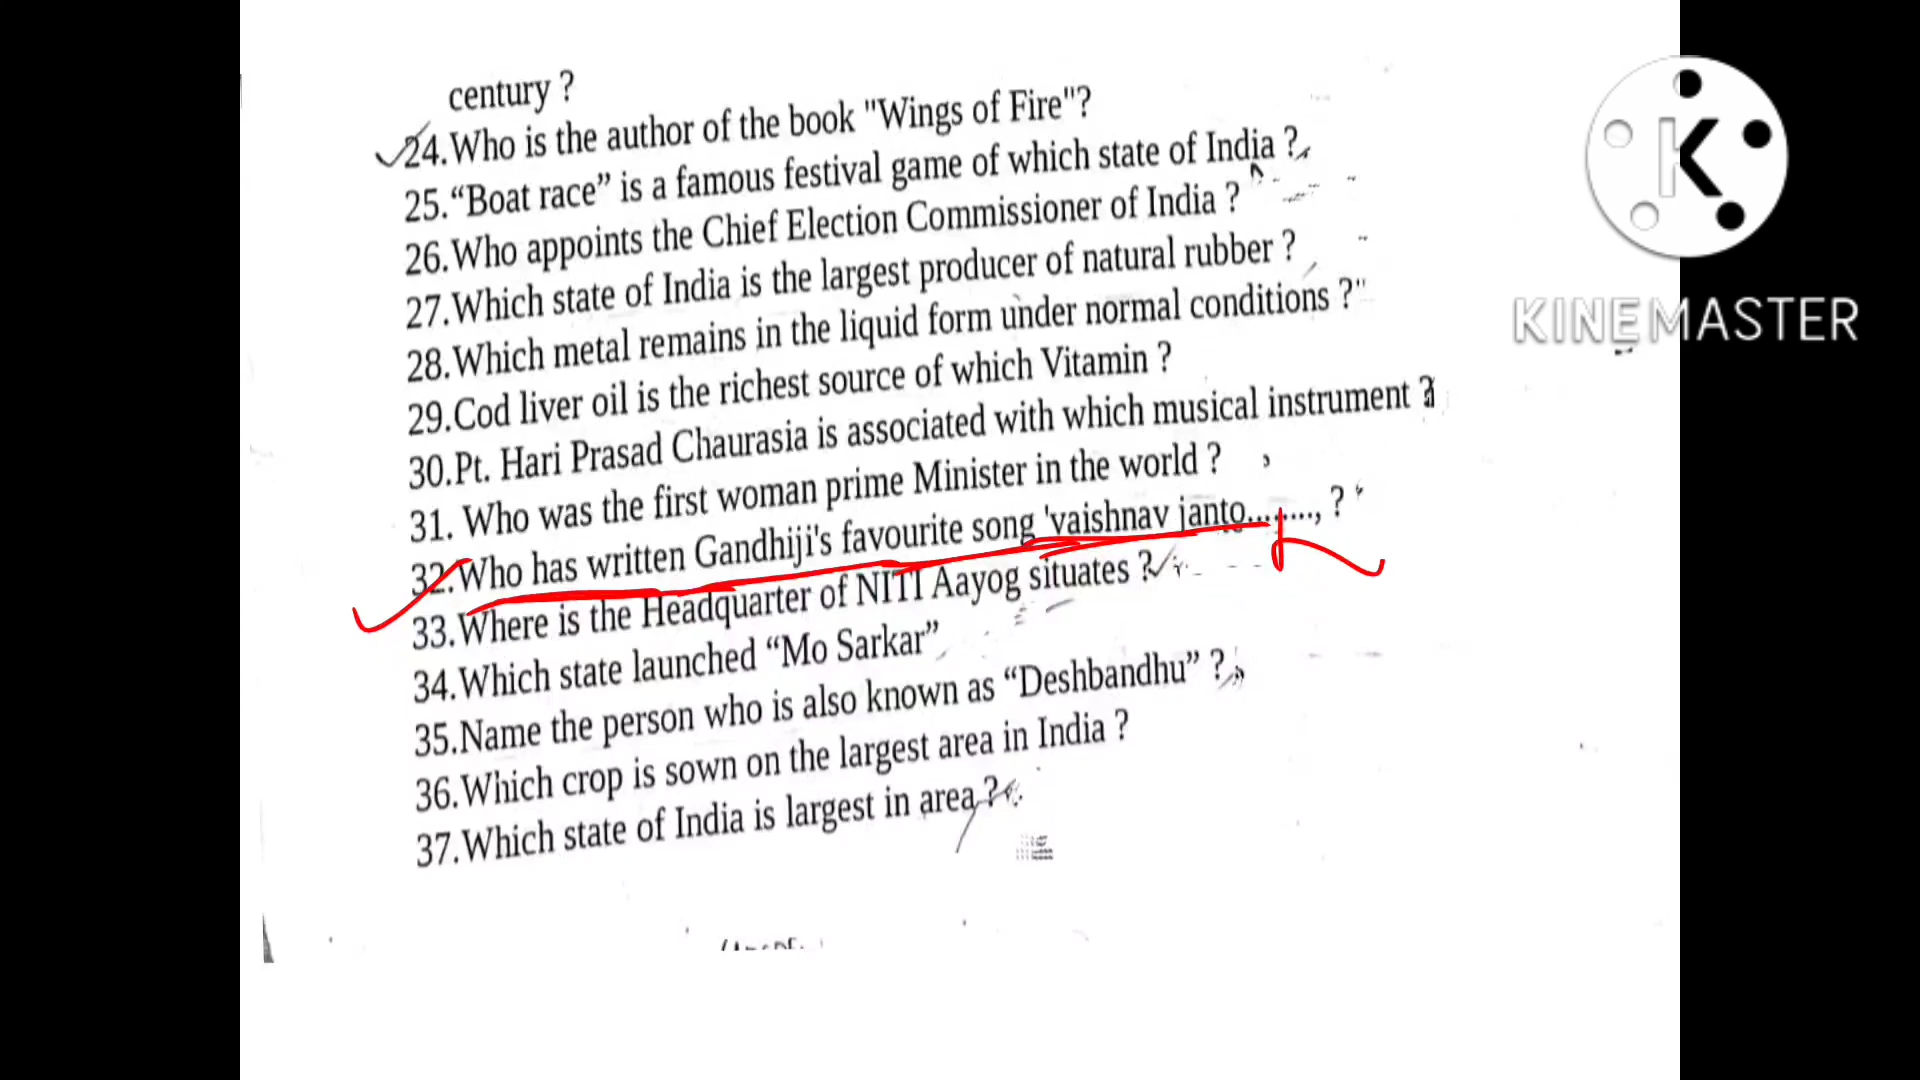 century ?
24.Who is the author of the book "Wings of Fire"?
25.“Boat race” is a famous festival game of which state of India ?
26.Who appoints the Chief Election Commissioner of India ?
27.Which state of India is the largest producer of natural rubber ?
28.Which metal remains in the liquid form under normal conditions ?"
29.Cod liver oil is the richest source of which Vitamin ?
30.Pt. Hari Prasad Chaurasia is associated with which musical instrument ?
31. Who was the first woman prime Minister in the world ?
32.Who has written Gandhiji's favourite song 'vaishnav janto........, ?
33.Where is the Headquarter of NITI Aayog situates ?
34.Which state launched “Mo Sarkar”
35.Name the person who is also known as “Deshbandhu” ?
36.Which crop is sown on the largest area in India ?
37.Which state of India is largest in area ?
K
KINEMASTER